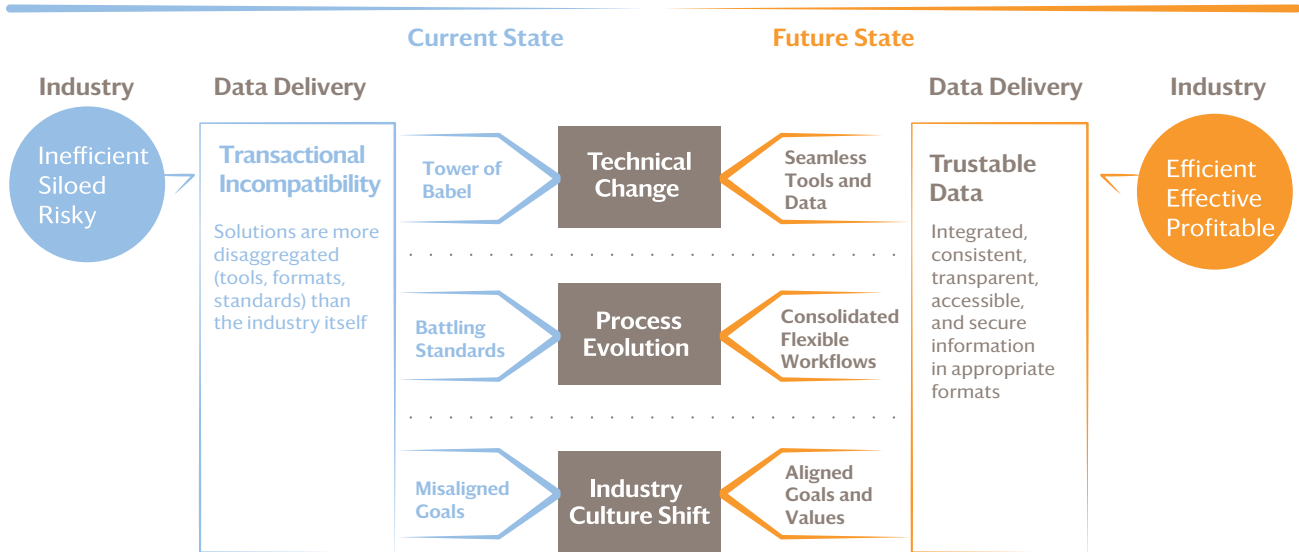 Current State
Future State
Industry
Data Delivery
Data Delivery
Industry
Inefficient
Siloed
Risky
Transactional
Incompatibility
Solutions are more
disaggregated
(tools, formats,
standards) than
the industry itself
Tower of
Babel
Technical
Change
Seamless
Tools and
Data
Battling
Standards
Process
Evolution
Consolidated
Flexible
Workflows
Misaligned
Goals
Industry
Culture Shift
Aligned
Goals and
Values
Trustable
Data
Integrated,
consistent,
transparent,
accessible,
and secure
information
in appropriate
formats
Efficient
Effective
Profitable